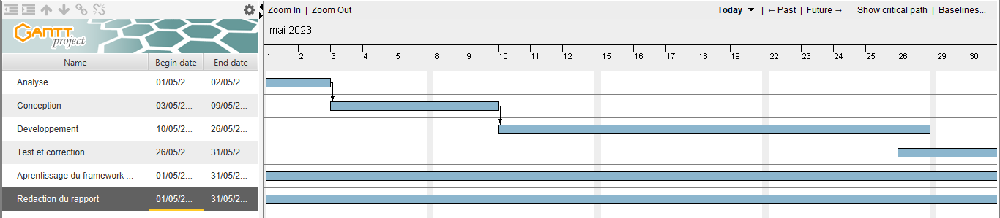 Zoom In | Zoom Out Today | ← Past | Future → Show critical path | Baselines...
GANTT project
mai 2023
Name Begin date End date
1 2 3 4 5 8 9 10 11 12 15 16 17 18 19 22 23 24 25 26 29 30
Analyse 01/05/2... 02/05/2...
Conception 03/05/2... 09/05/2...
Developpement 10/05/2... 26/05/2...
Test et correction 26/05/2... 31/05/2...
Aprentissage du framework ... 01/05/2... 31/05/2...
Redaction du rapport 01/05/2... 31/05/2...